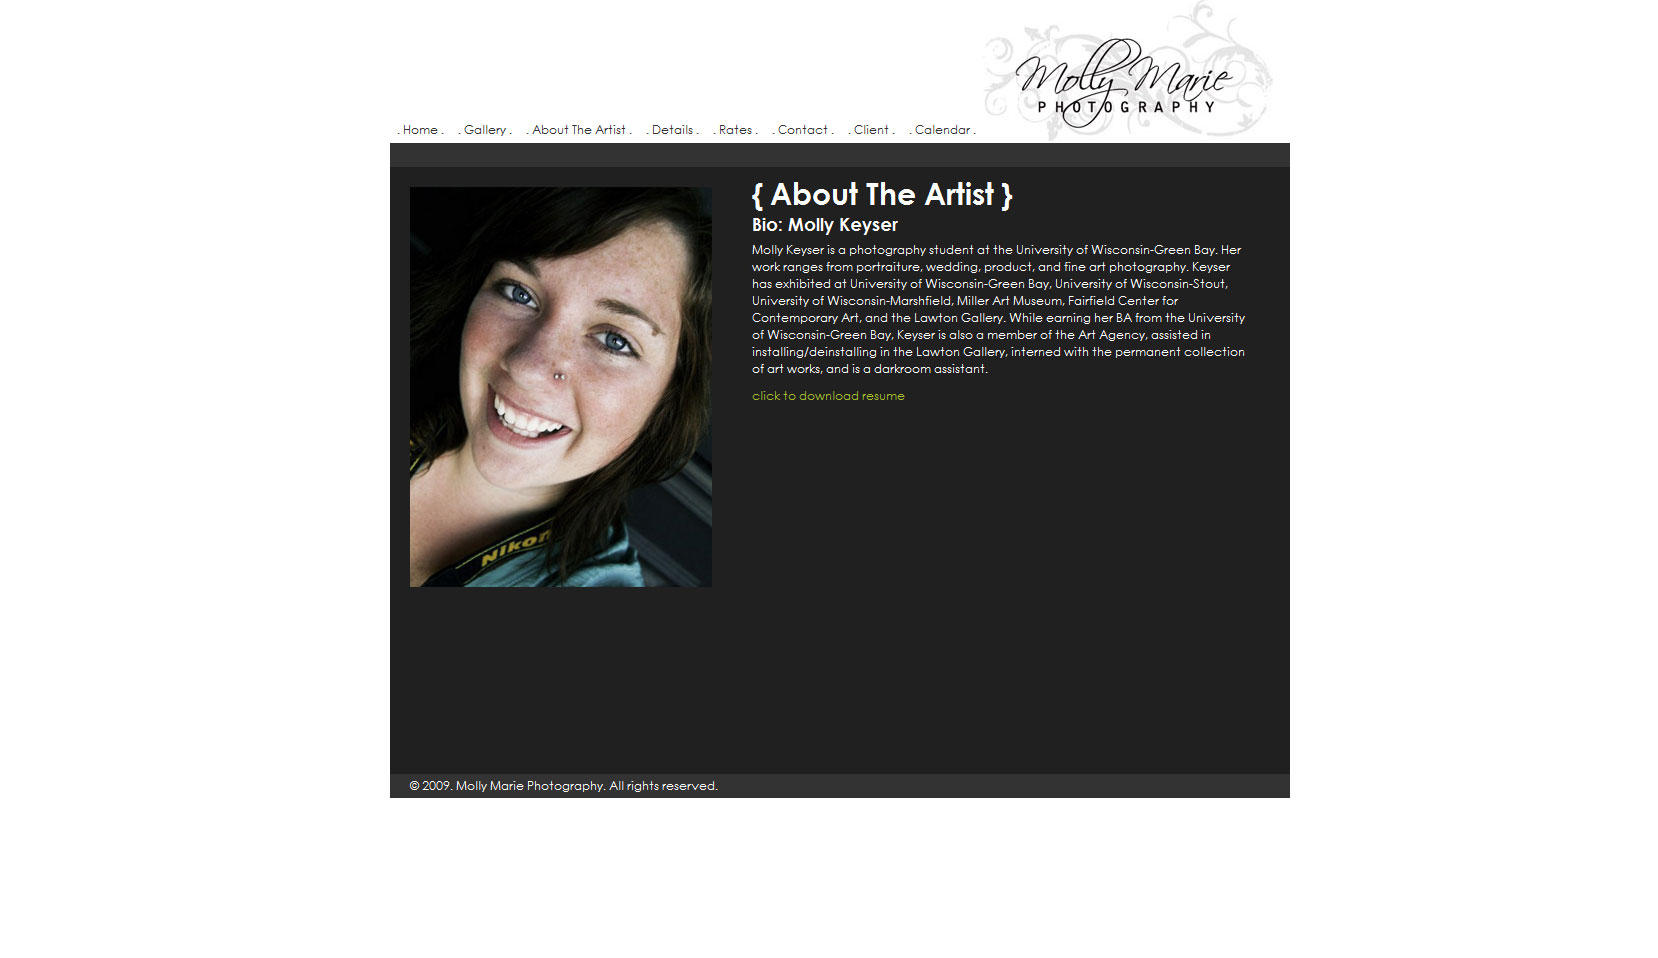 Molly Marie
PHOTOGRAPHY
. Home . . Gallery . . About The Artist . . Details . . Rates . . Contact . . Client . . Calendar .
{ About The Artist }
Bio: Molly Keyser
Molly Keyser is a photography student at the University of Wisconsin-Green Bay. Her
work ranges from portraiture, wedding, product, and fine art photography. Keyser
has exhibited at University of Wisconsin-Green Bay, University of Wisconsin-Stout,
University of Wisconsin-Marshfield, Miller Art Museum, Fairfield Center for
Contemporary Art, and the Lawton Gallery. While earning her BA from the University
of Wisconsin-Green Bay, Keyser is also a member of the Art Agency, assisted in
installing/deinstalling in the Lawton Gallery, interned with the permanent collection
of art works, and is a darkroom assistant.
click to download resume
Nikon
© 2009. Molly Marie Photography. All rights reserved.